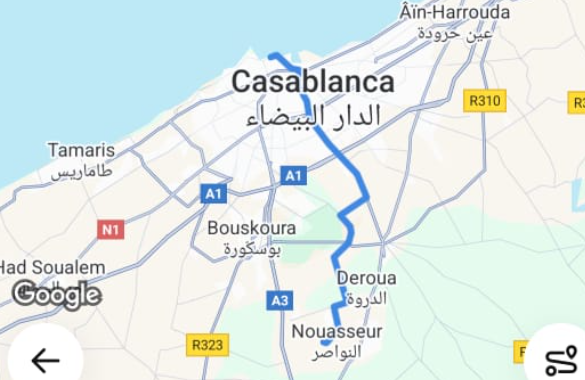 Aïn-Harrouda
عين حرودة
Casablanca
الدار البيضاء
R310
Tamaris
طاماريس
A1
A1
N1
Bouskoura
بوسكورة
Had Soualem
Google
Deroua
الدروة
A3
Nouasseur
النواصر
R323